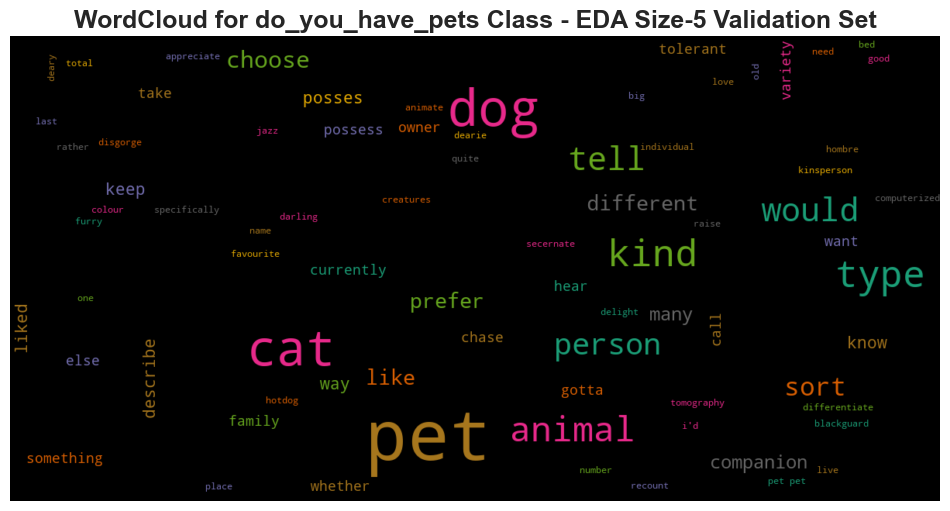 WordCloud for do_you_have_pets Class - EDA Size-5 Validation Set
deary
total
appreciate
choose
tolerant
variety
need
bed
good
take
posses
animate
dog
big
love
old
last
rather
disgorge
jazz
possess
owner
dearie
quite
tell
individual
hombre
kinsperson
keep
colour
furry
specifically
darling
creatures
different
raise
would
computerized
name
favourite
currently
secernate
kind
want
type
hear
one
prefer
delight
many
call
liked
else
describe
cat
way
like
chase
person
gotta
know
sort
hotdog
family
pet
animal
tomography
i'd
differentiate
blackguard
something
place
whether
number
recount
companion
pet pet
live